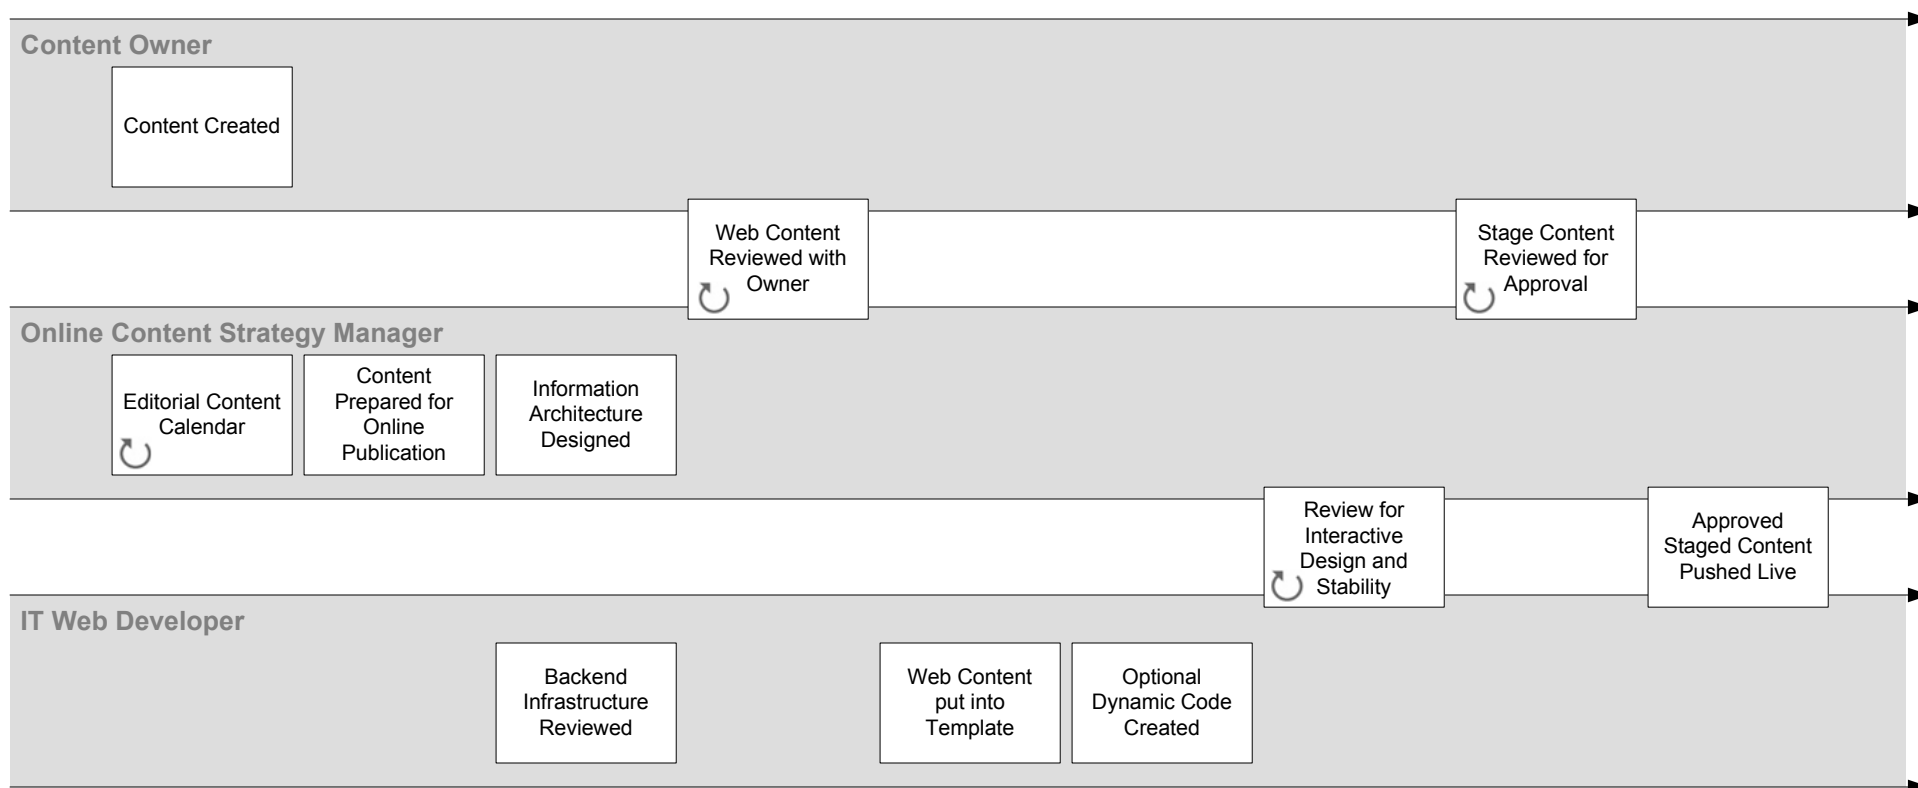 Content Owner
Content Created
Web Content
Reviewed with
Owner
Stage Content
Reviewed for
Approval
Online Content Strategy Manager
Editorial Content
Calendar
Content
Prepared for
Online
Publication
Information
Architecture
Designed
Review for
Interactive
Design and
Stability
Approved
Staged Content
Pushed Live
IT Web Developer
Backend
Infrastructure
Reviewed
Web Content
put into
Template
Optional
Dynamic Code
Created